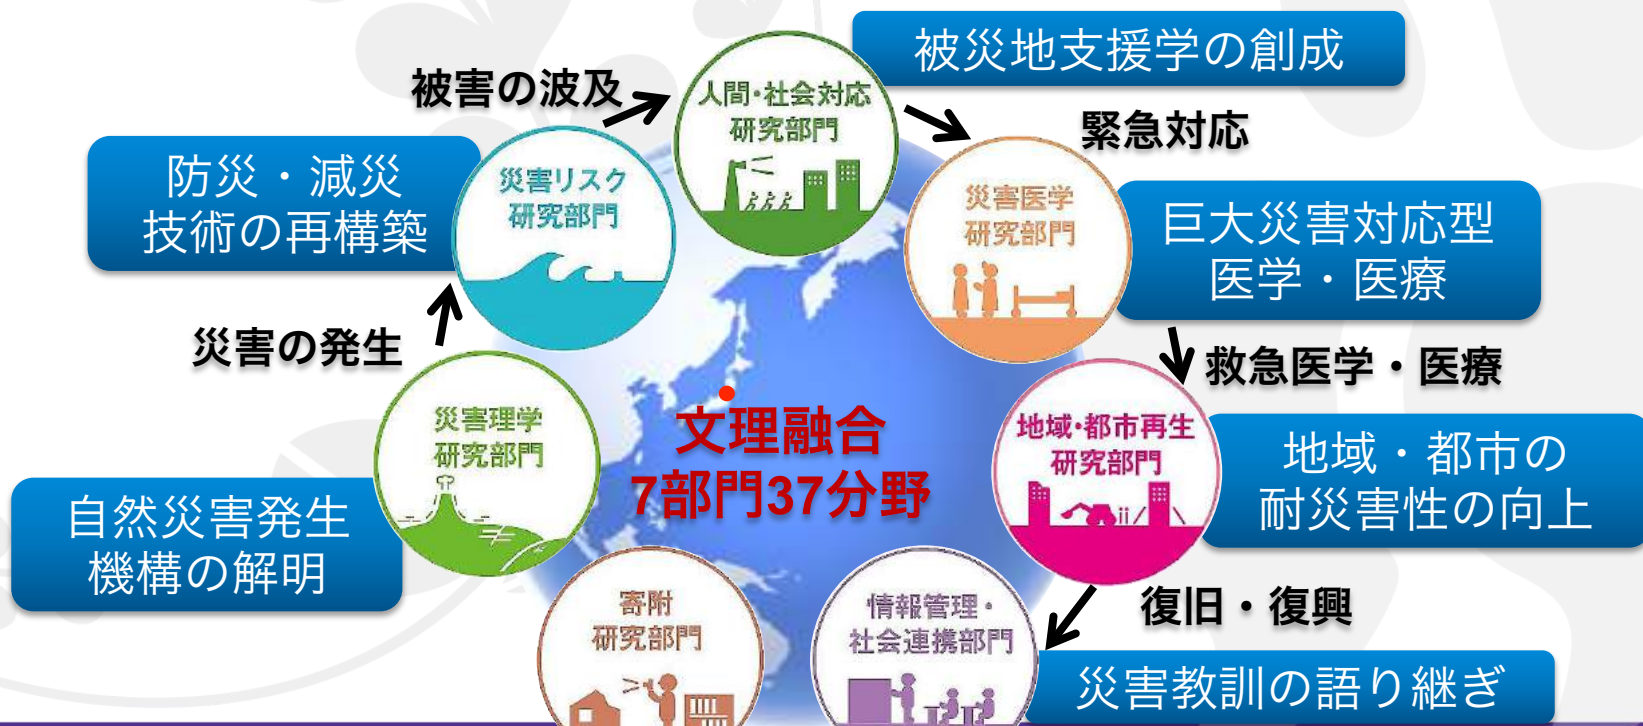 被災地支援学の創成
被害の波及
人間・社会対応
研究部門
緊急対応
防災・減災
技術の再構築
災害リスク
研究部門
災害医学
研究部門
巨大災害対応型
医学・医療
災害の発生
救急医学・医療
災害理学
研究部門
文理融合
7部門37分野
地域・都市再生
研究部門
地域・都市の
耐災害性の向上
自然災害発生
機構の解明
寄附
研究部門
情報管理・
社会連携部門
復旧・復興
災害教訓の語り継ぎ